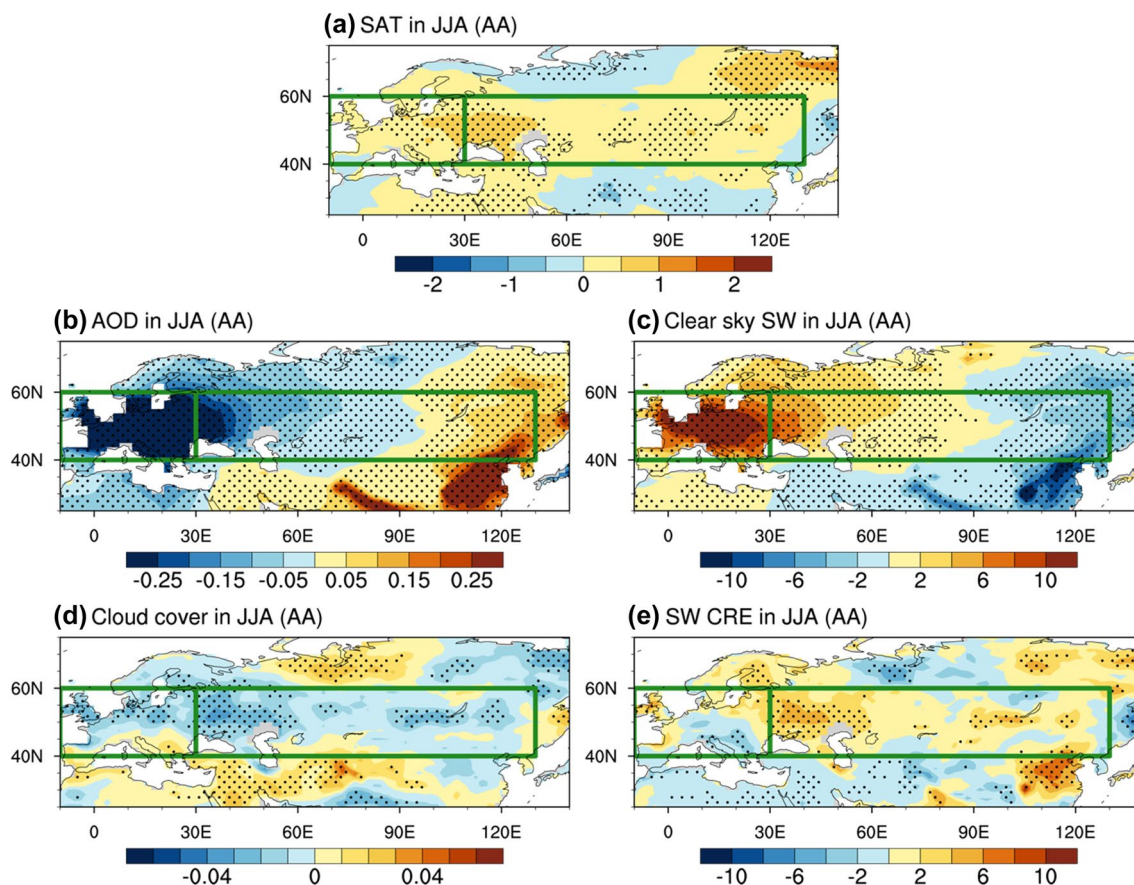 (a) SAT in JJA (AA)
60N
40N
0 30E 60E 90E 120E
-2 -1 0 1 2
(b) AOD in JJA (AA)
60N
40N
0 30E 60E 90E 120E
-0.25 -0.15 -0.05 0.05 0.15 0.25
(c) Clear sky SW in JJA (AA)
60N
40N
0 30E 60E 90E 120E
-10 -6 -2 2 6 10
(d) Cloud cover in JJA (AA)
60N
40N
0 30E 60E 90E 120E
-0.04 0 0.04
(e) SW CRE in JJA (AA)
60N
40N
0 30E 60E 90E 120E
-10 -6 -2 2 6 10